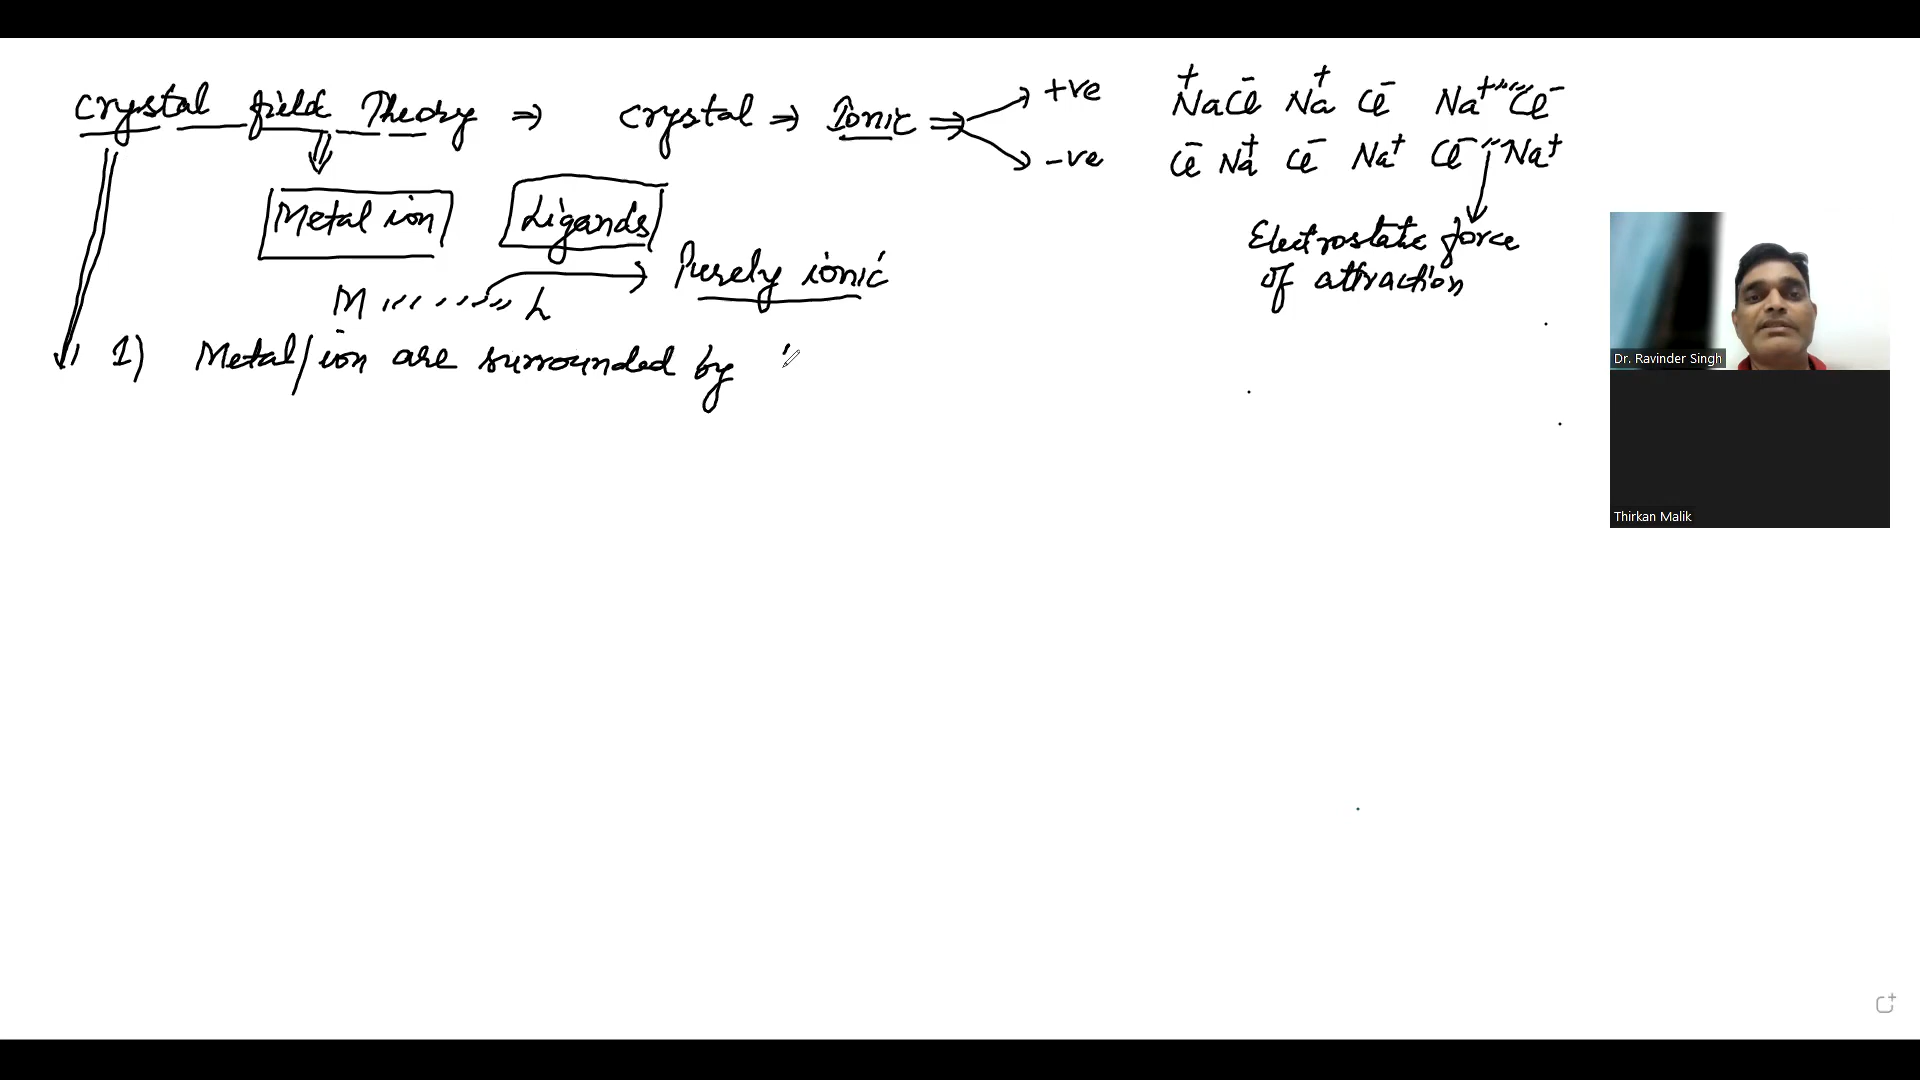 Crystal field Theory ⇒ Crystal ⇒ Ionic ⇒ +ve
-ve
Na⁺Cl⁻ Na⁺ Cl⁻ Na⁺ Cl⁻
Cl⁻ Na⁺ Cl⁻ Na⁺ Cl⁻ Na⁺
Electrostatic force
of attraction
Metal ion Ligands
M L → Purely ionic
1) Metal/ion are surrounded by
Dr. Ravinder Singh
Thirkan Malik